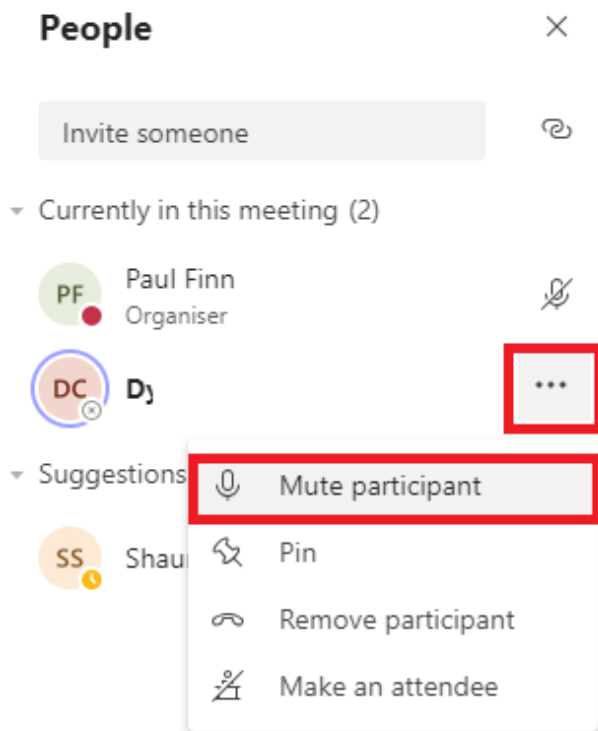 People
Invite someone
Currently in this meeting (2)
PF
Paul Finn
Organiser
DC
Suggestions
Mute participant
SS
Pin
Remove participant
Make an attendee